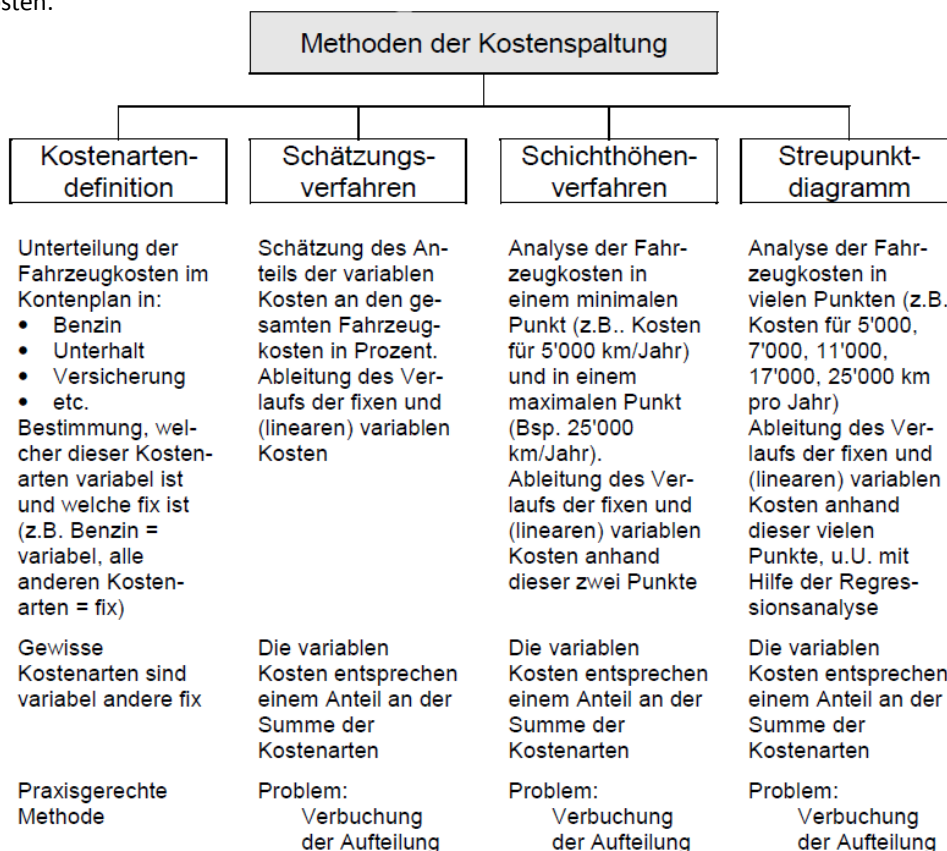 sten.
Methoden der Kostenspaltung
Kostenarten-
definition
Unterteilung der
Fahrzeugkosten im
Kontenplan in:
• Benzin
• Unterhalt
• Versicherung
• etc.
Bestimmung, wel-
cher dieser Kosten-
arten variabel ist
und welche fix ist
(z.B. Benzin =
variabel, alle
anderen Kosten-
arten = fix)
Gewisse
Kostenarten sind
variabel andere fix
Praxisgerechte
Methode
Schätzungs-
verfahren
Schätzung des An-
teils der variablen
Kosten an den ge-
samten Fahrzeug-
kosten in Prozent.
Ableitung des Ver-
laufs der fixen und
(linearen) variablen
Kosten
Die variablen
Kosten entsprechen
einem Anteil an der
Summe der
Kostenarten
Problem:
Verbuchung
der Aufteilung
Schichthöhen-
verfahren
Analyse der Fahr-
zeugkosten in
einem minimalen
Punkt (z.B.. Kosten
für 5'000 km/Jahr)
und in einem
maximalen Punkt
(Bsp. 25'000
km/Jahr).
Ableitung des Ver-
laufs der fixen und
(linearen) variablen
Kosten anhand
dieser zwei Punkte
Die variablen
Kosten entsprechen
einem Anteil an der
Summe der
Kostenarten
Problem:
Verbuchung
der Aufteilung
Streupunkt-
diagramm
Analyse der Fahr-
zeugkosten in
vielen Punkten (z.B.
Kosten für 5'000,
7'000, 11'000,
17'000, 25'000 km
pro Jahr)
Ableitung des Ver-
laufs der fixen und
(linearen) variablen
Kosten anhand
dieser vielen
Punkte, u.U. mit
Hilfe der Regres-
sionsanalyse
Die variablen
Kosten entsprechen
einem Anteil an der
Summe der
Kostenarten
Problem:
Verbuchung
der Aufteilung